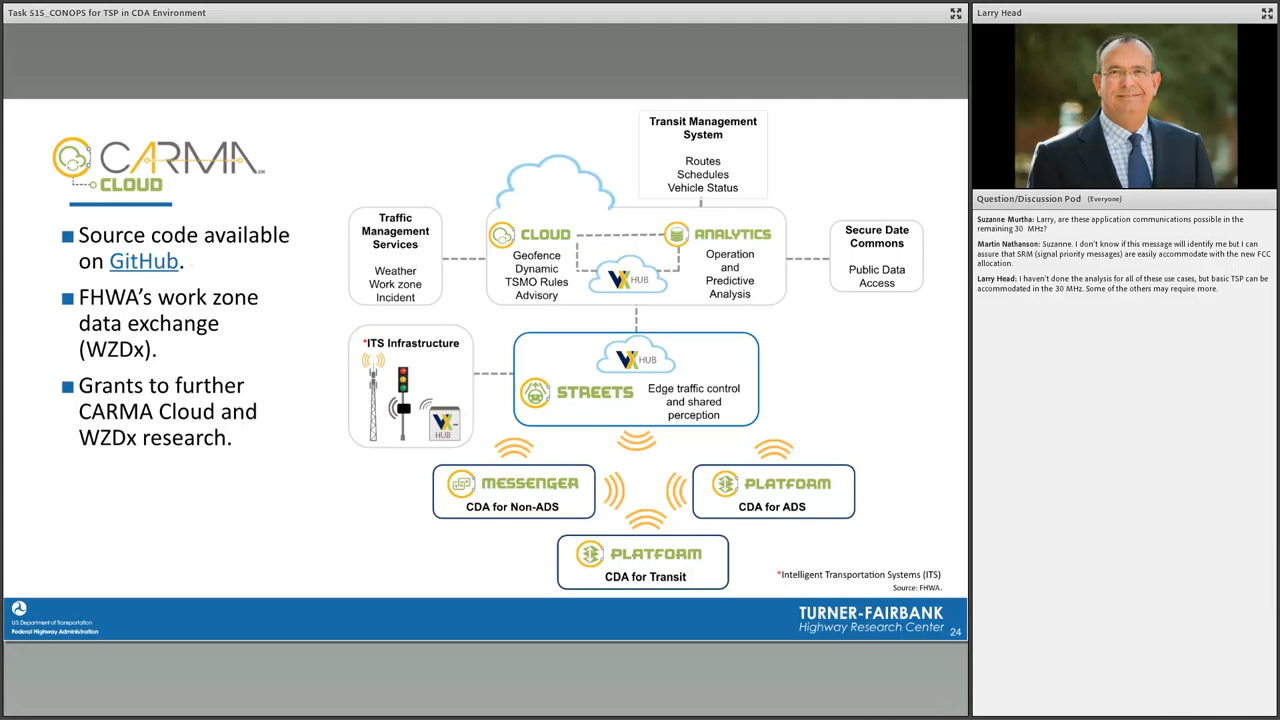 Task 515_CONOPS for TSP in CDA Environment
CARMA
CLOUD
Source code available
on GitHub.
FHWA's work zone
data exchange
(WZDx).
Grants to further
CARMA Cloud and
WZDx research.
Transit Management
System
Routes
Schedules
Vehicle Status
Traffic
Management
Services
Weather
Work zone
Incident
CLOUD
Geofence
Dynamic
TSMO Rules
Advisory
VX HUB
ANALYTICS
Operation
and
Predictive
Analysis
Secure Date
Commons
Public Data
Access
*ITS Infrastructure
HUB
VX HUB
STREETS
Edge traffic control
and shared
perception
MESSENGER
CDA for Non-ADS
PLATFORM
CDA for ADS
PLATFORM
CDA for Transit
*Intelligent Transportation Systems (ITS)
Source: FHWA.
U.S. Department of Transportation
Federal Highway Administration
TURNER-FAIRBANK
Highway Research Center
24
Larry Head
Question/Discussion Pod (Everyone)
Suzanne Murtha: Larry, are these application communications possible in the
remaining 30 MHz?
Martin Nathanson: Suzanne. I don't know if this message will identify me but I can
assure that SRM (signal priority messages) are easily accommodate with the new FCC
allocation.
Larry Head: I haven't done the analysis for all of these use cases, but basic TSP can be
accommodated in the 30 MHz. Some of the others may require more.